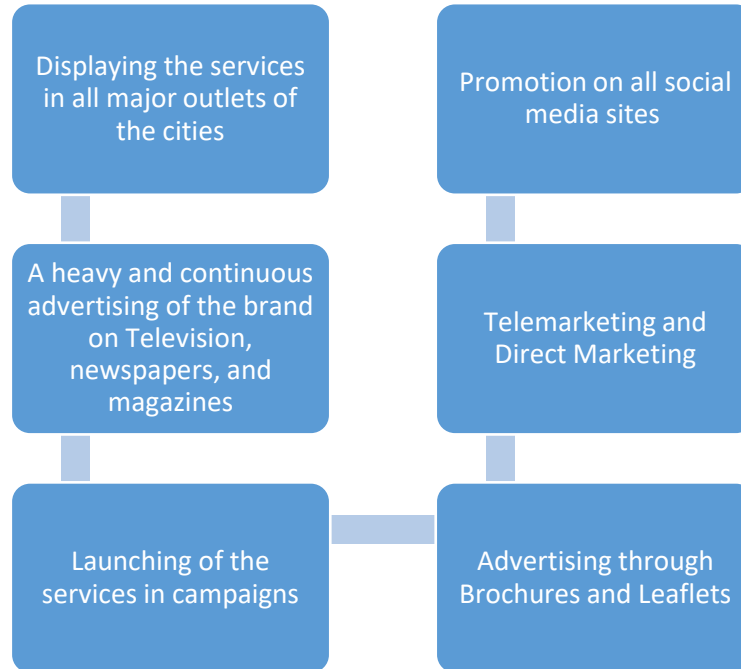 Displaying the services
in all major outlets of
the cities
A heavy and continuous
advertising of the brand
on Television,
newspapers, and
magazines
Launching of the
services in campaigns
Advertising through
Brochures and Leaflets
Telemarketing and
Direct Marketing
Promotion on all social
media sites